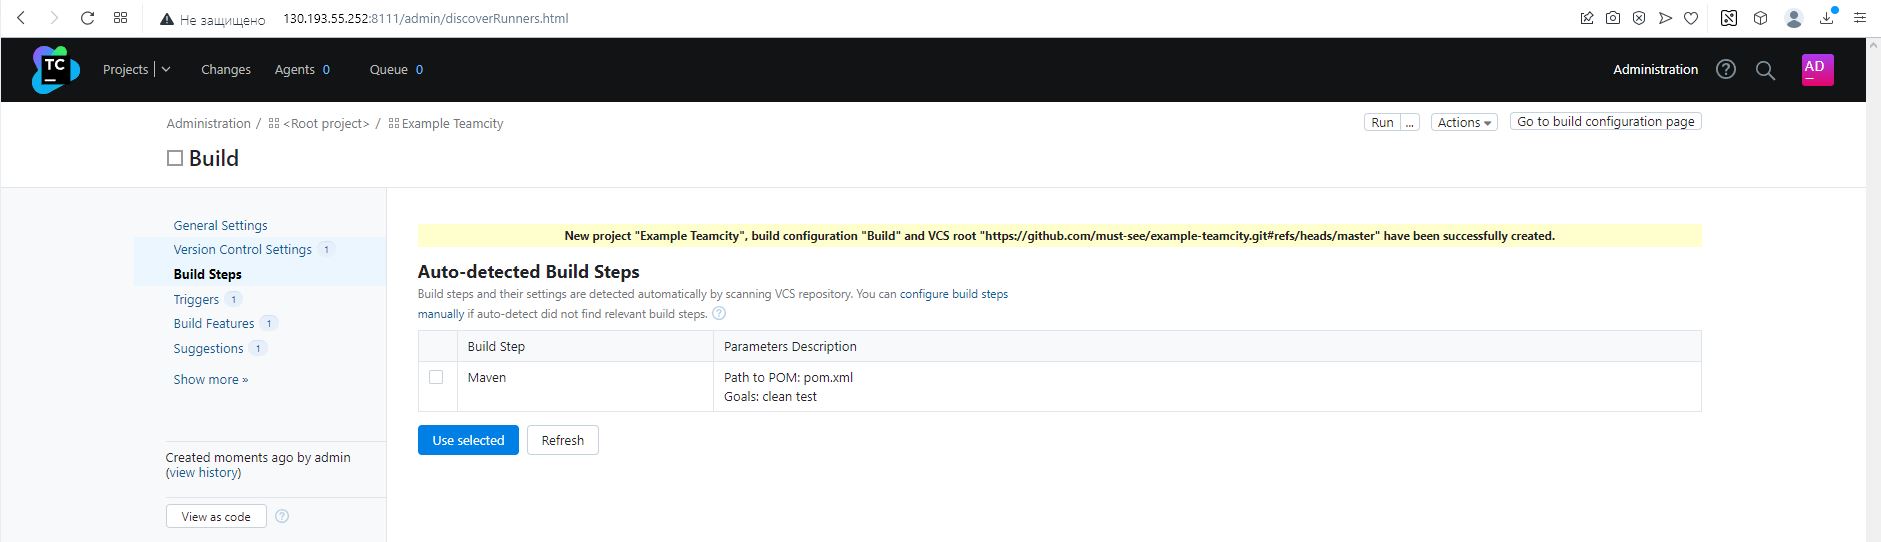 Не защищено 130.193.55.252:8111/admin/discoverRunners.html
TC Projects Changes Agents 0 Queue 0 Administration AD
Administration / <Root project> / Example Teamcity Run ... Actions Go to build configuration page
Build
General Settings
Version Control Settings 1
Build Steps
Triggers 1
Build Features 1
Suggestions 1
Show more »
Created moments ago by admin
(view history)
View as code ?
New project "Example Teamcity", build configuration "Build" and VCS root "https://github.com/must-see/example-teamcity.git#refs/heads/master" have been successfully created.
Auto-detected Build Steps
Build steps and their settings are detected automatically by scanning VCS repository. You can configure build steps
manually if auto-detect did not find relevant build steps. ?
Build Step Parameters Description
Maven Path to POM: pom.xml
Goals: clean test
Use selected Refresh